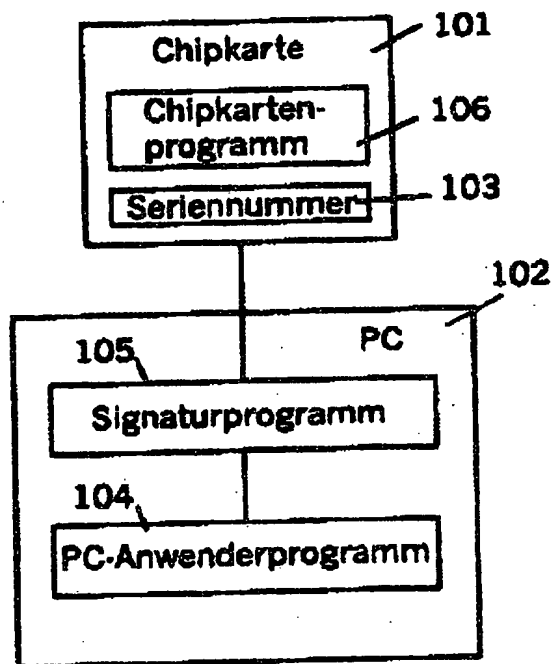 Chipkarte
101
Chipkarten-
programm
106
Seriennummer
103
102
PC
105
Signaturprogramm
104
PC-Anwenderprogramm